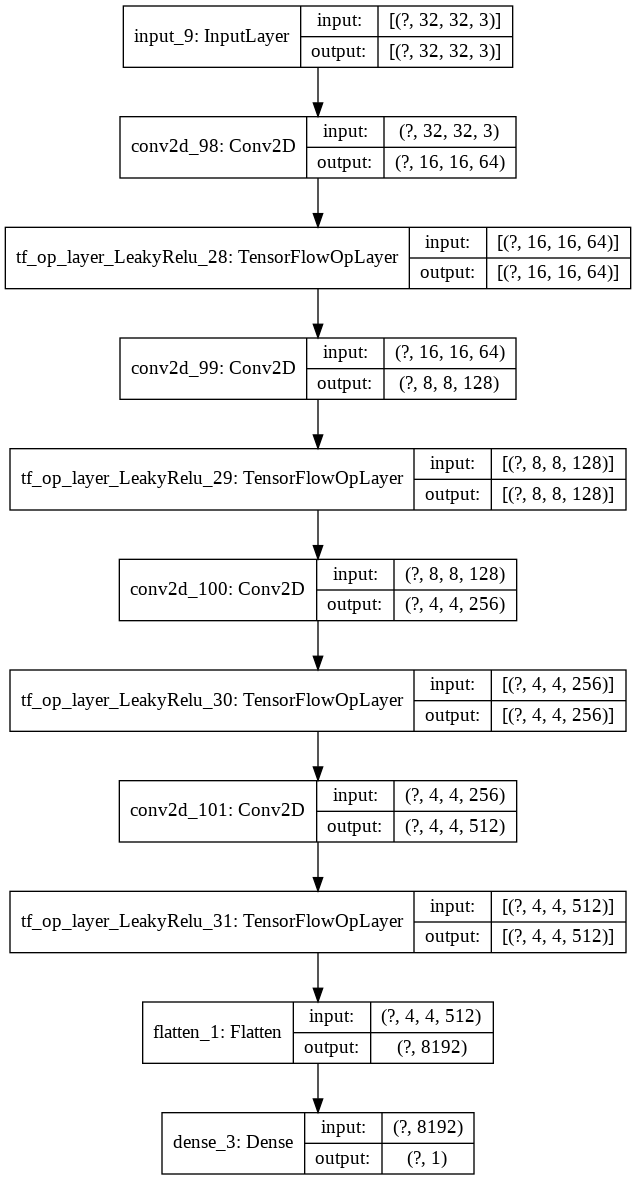 input_9: InputLayer
input: [(?, 32, 32, 3)]
output: [(?, 32, 32, 3)]
conv2d_98: Conv2D
input: (?, 32, 32, 3)
output: (?, 16, 16, 64)
tf_op_layer_LeakyRelu_28: TensorFlowOpLayer
input: [(?, 16, 16, 64)]
output: [(?, 16, 16, 64)]
conv2d_99: Conv2D
input: (?, 16, 16, 64)
output: (?, 8, 8, 128)
tf_op_layer_LeakyRelu_29: TensorFlowOpLayer
input: [(?, 8, 8, 128)]
output: [(?, 8, 8, 128)]
conv2d_100: Conv2D
input: (?, 8, 8, 128)
output: (?, 4, 4, 256)
tf_op_layer_LeakyRelu_30: TensorFlowOpLayer
input: [(?, 4, 4, 256)]
output: [(?, 4, 4, 256)]
conv2d_101: Conv2D
input: (?, 4, 4, 256)
output: (?, 4, 4, 512)
tf_op_layer_LeakyRelu_31: TensorFlowOpLayer
input: [(?, 4, 4, 512)]
output: [(?, 4, 4, 512)]
flatten_1: Flatten
input: (?, 4, 4, 512)
output: (?, 8192)
dense_3: Dense
input: (?, 8192)
output: (?, 1)